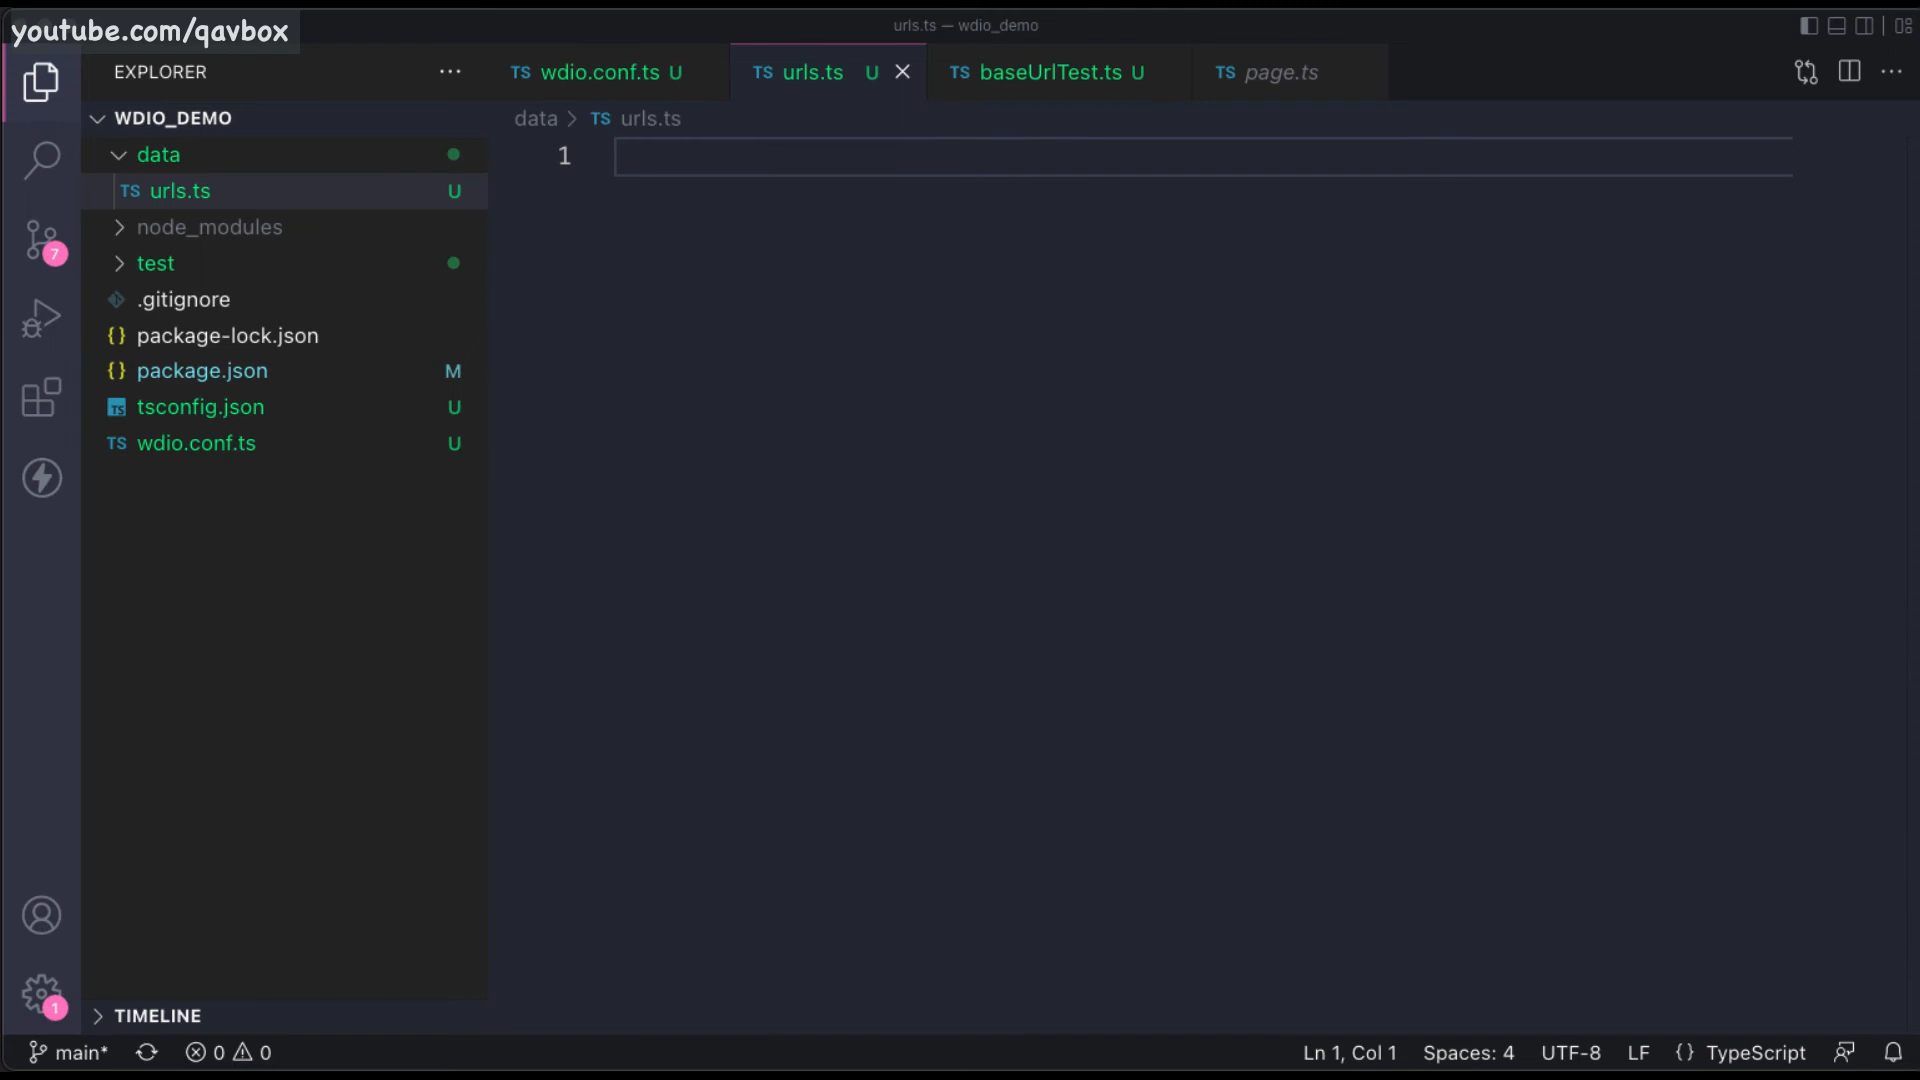 youtube.com/qavbox
urls.ts — wdio_demo
EXPLORER
TS wdio.conf.ts U
TS urls.ts U
TS baseUrlTest.ts U
TS page.ts
WDIO_DEMO
data > TS urls.ts
data
1
TS urls.ts U
node_modules
7
test
.gitignore
{} package-lock.json
{} package.json M
TS tsconfig.json U
TS wdio.conf.ts U
1
TIMELINE
main* 0 0
Ln 1, Col 1 Spaces: 4 UTF-8 LF {} TypeScript